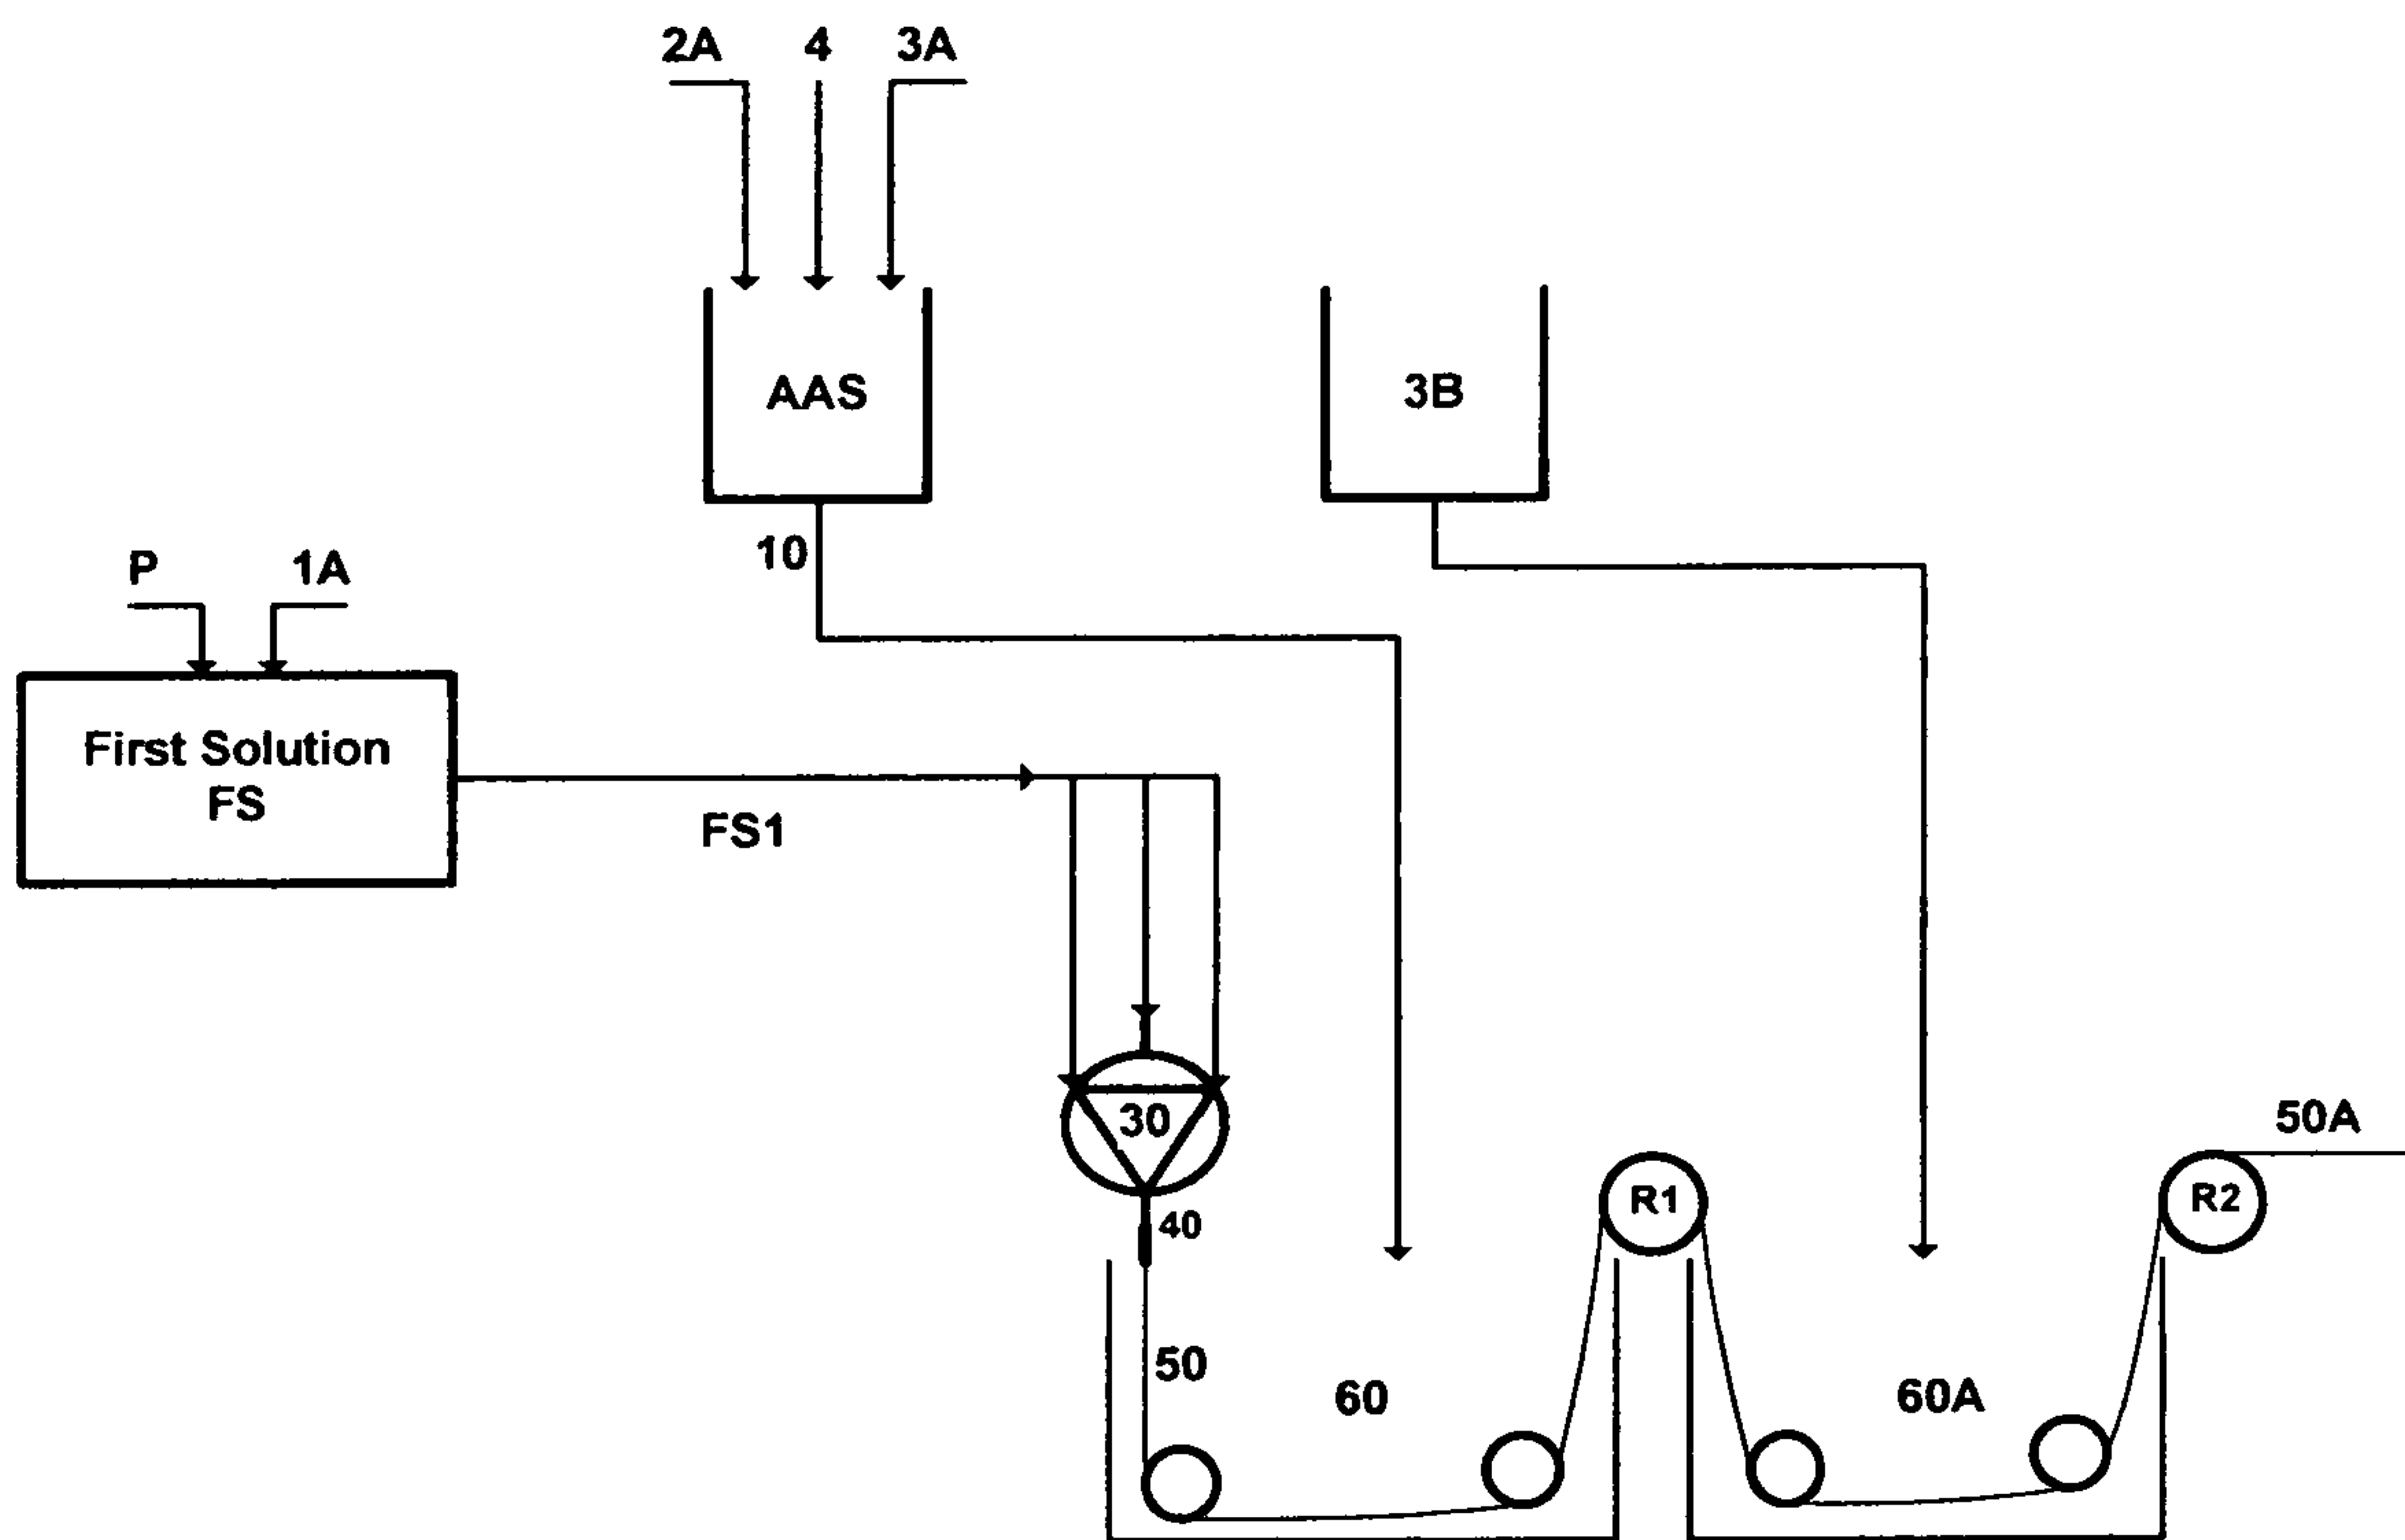 2A 4 3A
AAS
3B
10
P 1A
First Solution
FS
FS1
30
40
50
60
R1
60A
R2
50A